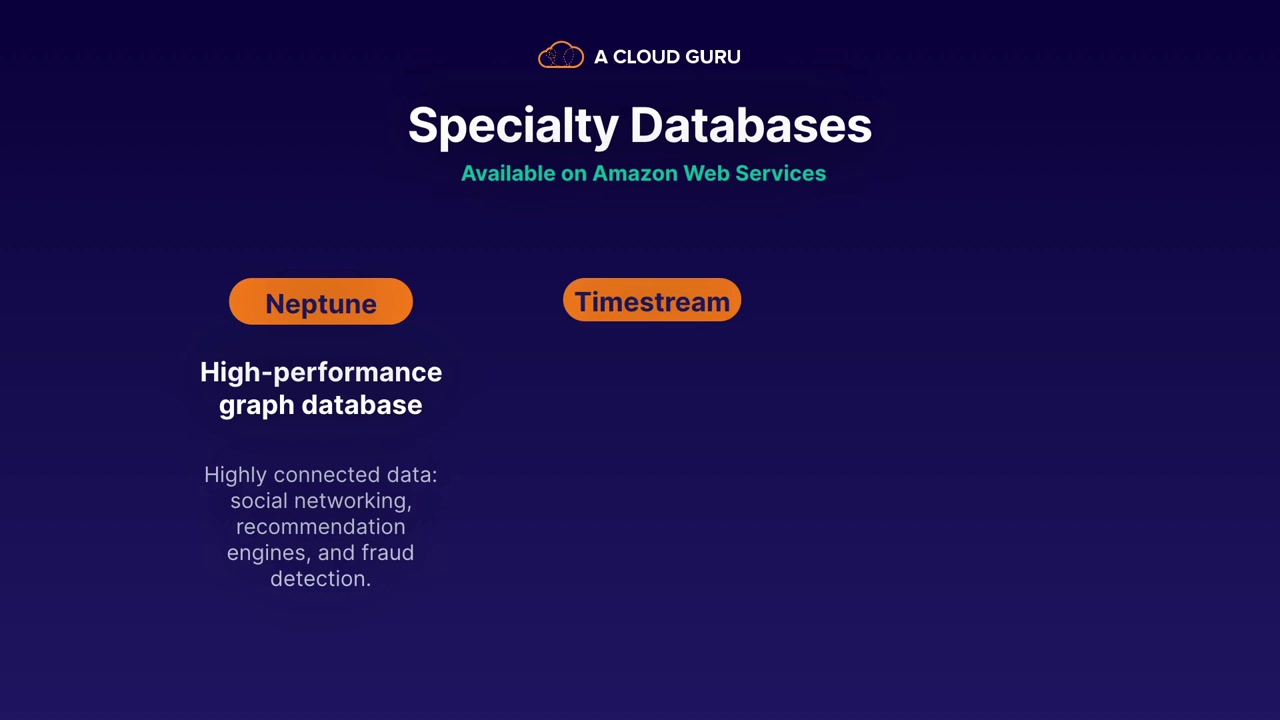 A CLOUD GURU
Specialty Databases
Available on Amazon Web Services
Neptune
High-performance
graph database
Highly connected data:
social networking,
recommendation
engines, and fraud
detection.
Timestream